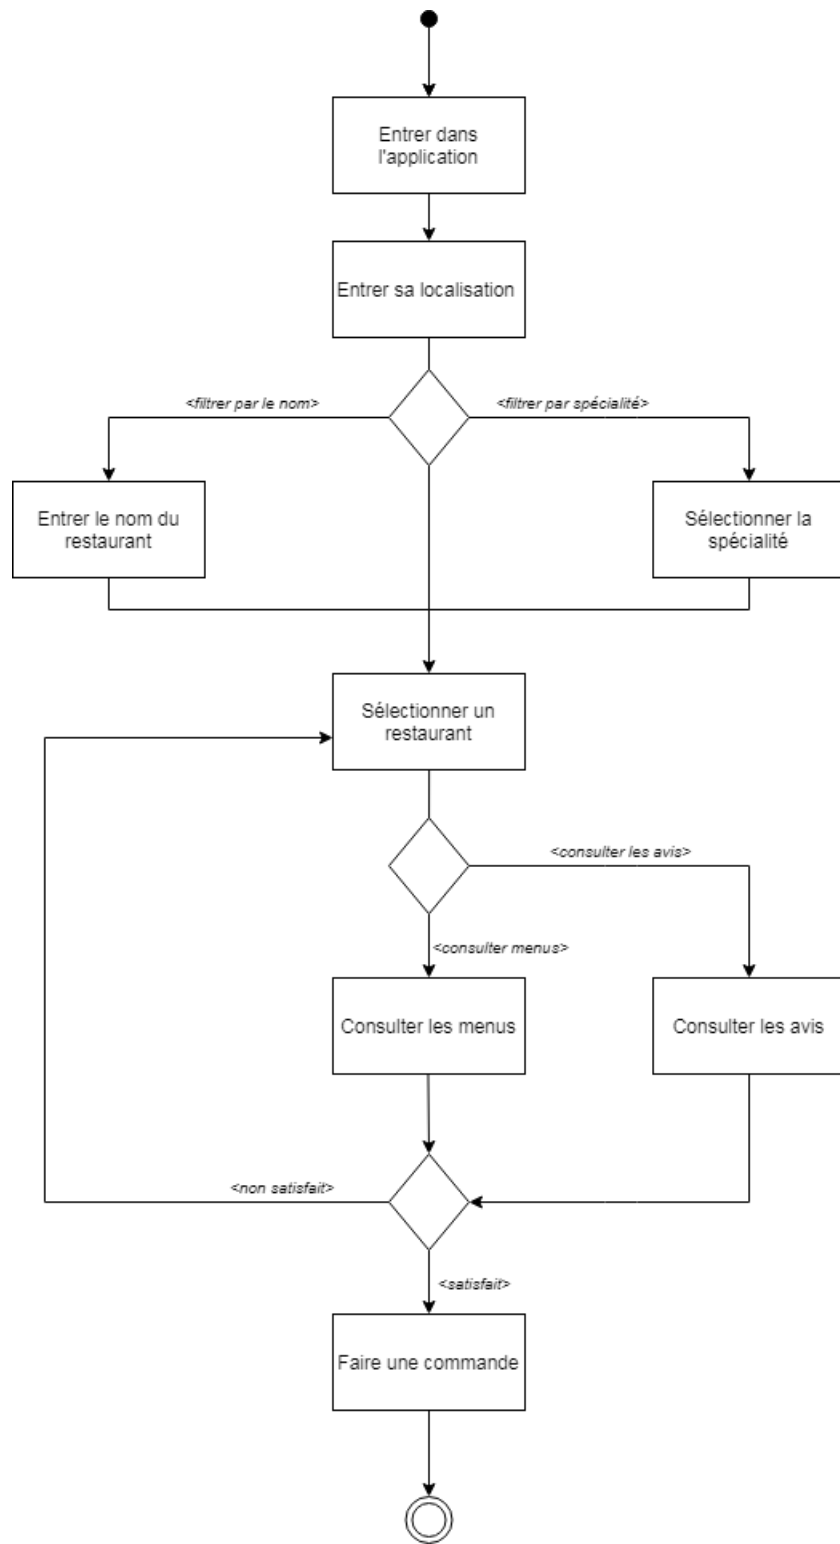 Entrer dans
l'application
Entrer sa localisation
<filtrer par le nom>
<filtrer par spécialité>
Entrer le nom du
restaurant
Sélectionner la
spécialité
Sélectionner un
restaurant
<consulter les avis>
<consulter menus>
Consulter les menus
Consulter les avis
<non satisfait>
<satisfait>
Faire une commande